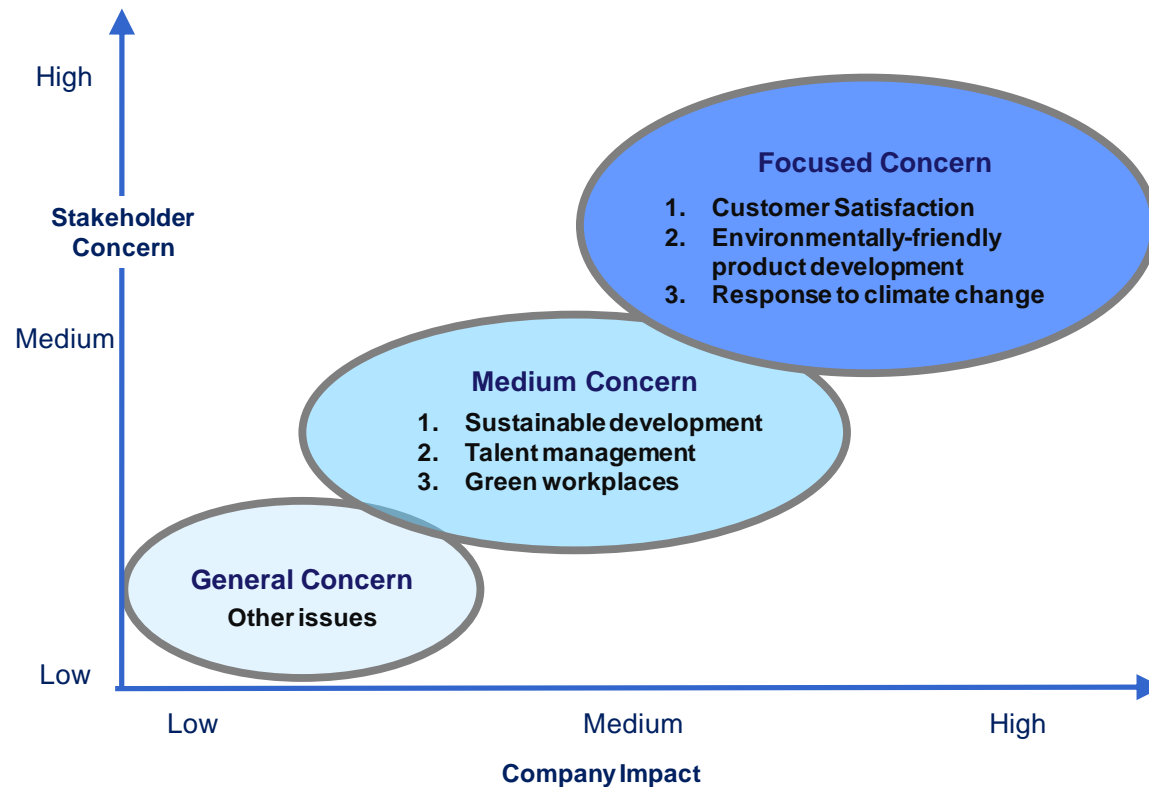 High
Focused Concern
1. Customer Satisfaction
2. Environmentally-friendly
product development
3. Response to climate change
Stakeholder
Concern
Medium
Medium Concern
1. Sustainable development
2. Talent management
3. Green workplaces
General Concern
Other issues
Low
Low
Medium
High
Company Impact